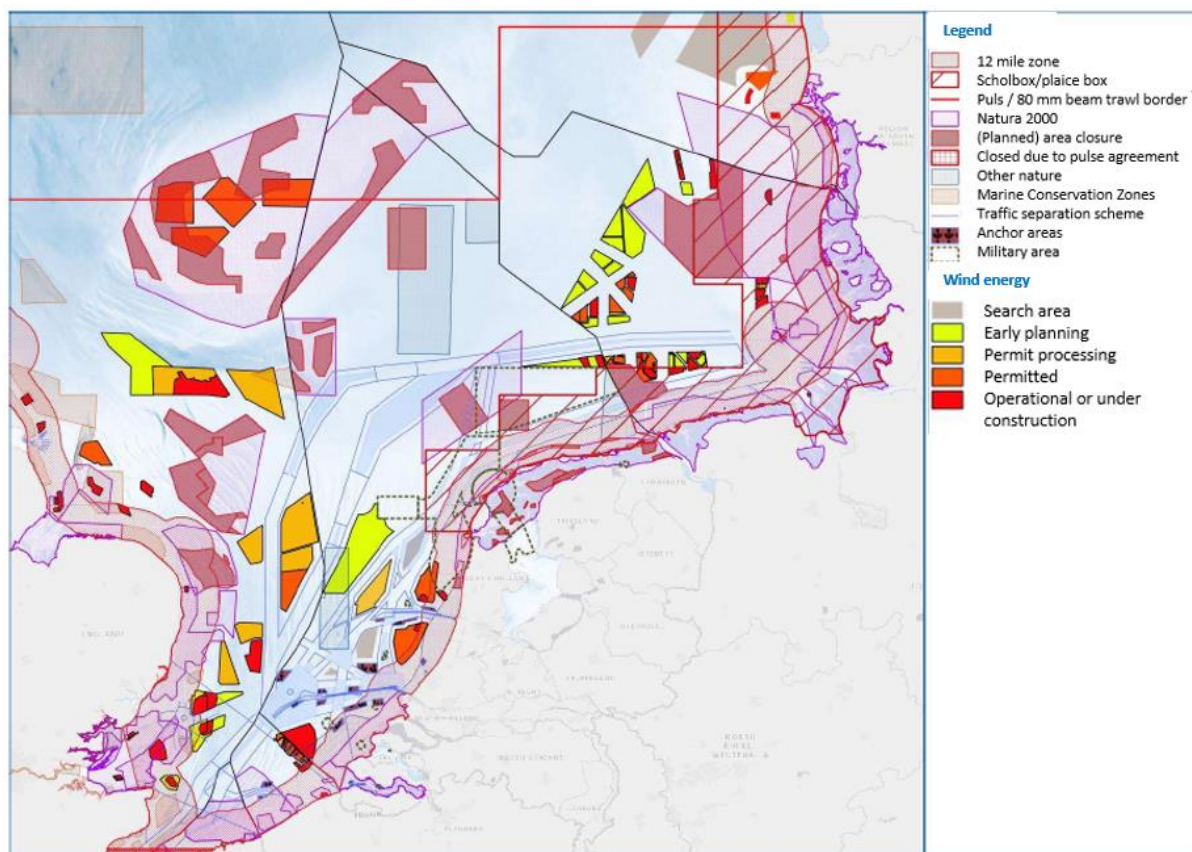 Legend
12 mile zone
Scholbox/plaice box
Puls / 80 mm beam trawl border
Natura 2000
(Planned) area closure
Closed due to pulse agreement
Other nature
Marine Conservation Zones
Traffic separation scheme
Anchor areas
Military area
Wind energy
Search area
Early planning
Permit processing
Permitted
Operational or under
construction